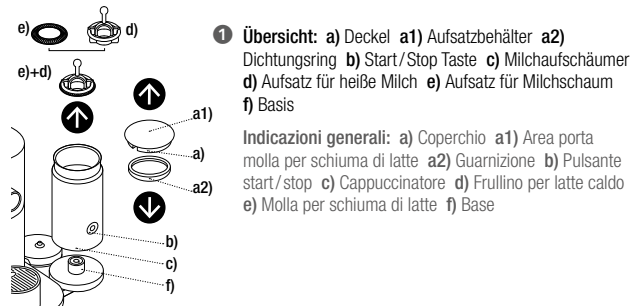 e)
d)
e)+d)
a1)
a)
a2)
b)
c)
f)
1 Übersicht: a) Deckel a1) Aufsatzbehälter a2)
Dichtungsring b) Start/Stop Taste c) Milchaufschäumer
d) Aufsatz für heiße Milch e) Aufsatz für Milchschaum
f) Basis
Indicazioni generali: a) Coperchio a1) Area porta
molla per schiuma di latte a2) Guarnizione b) Pulsante
start/stop c) Cappuccinatore d) Frullino per latte caldo
e) Molla per schiuma di latte f) Base